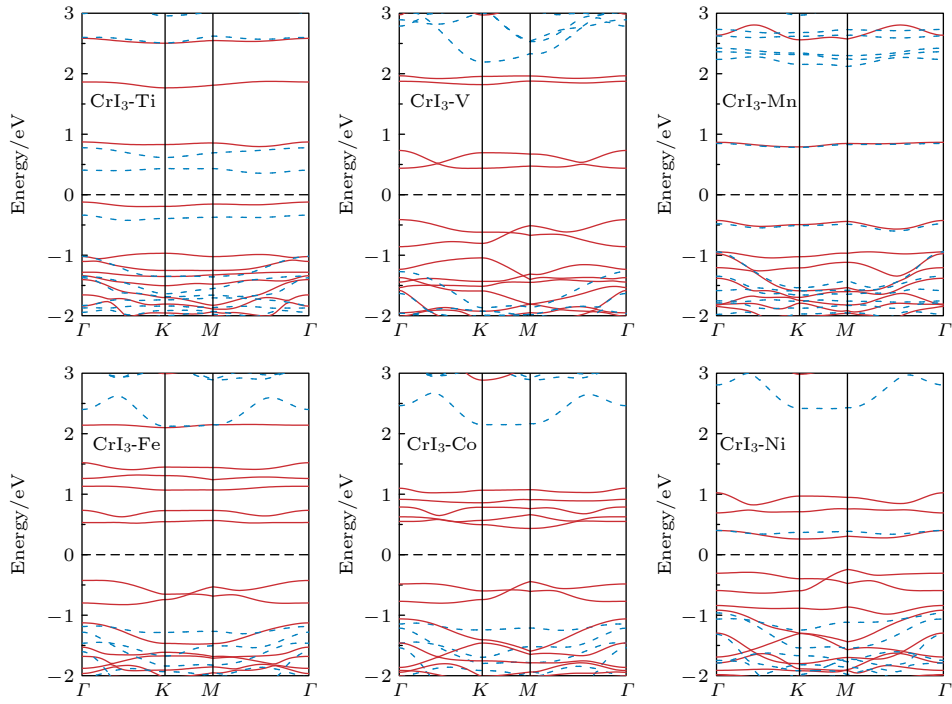 3
2
1
0
−1
−2
Energy/eV
CrI₃-Ti
Γ K M Γ
3
2
1
0
−1
−2
Energy/eV
CrI₃-V
Γ K M Γ
3
2
1
0
−1
−2
Energy/eV
CrI₃-Mn
Γ K M Γ
3
2
1
0
−1
−2
Energy/eV
CrI₃-Fe
Γ K M Γ
3
2
1
0
−1
−2
Energy/eV
CrI₃-Co
Γ K M Γ
3
2
1
0
−1
−2
Energy/eV
CrI₃-Ni
Γ K M Γ